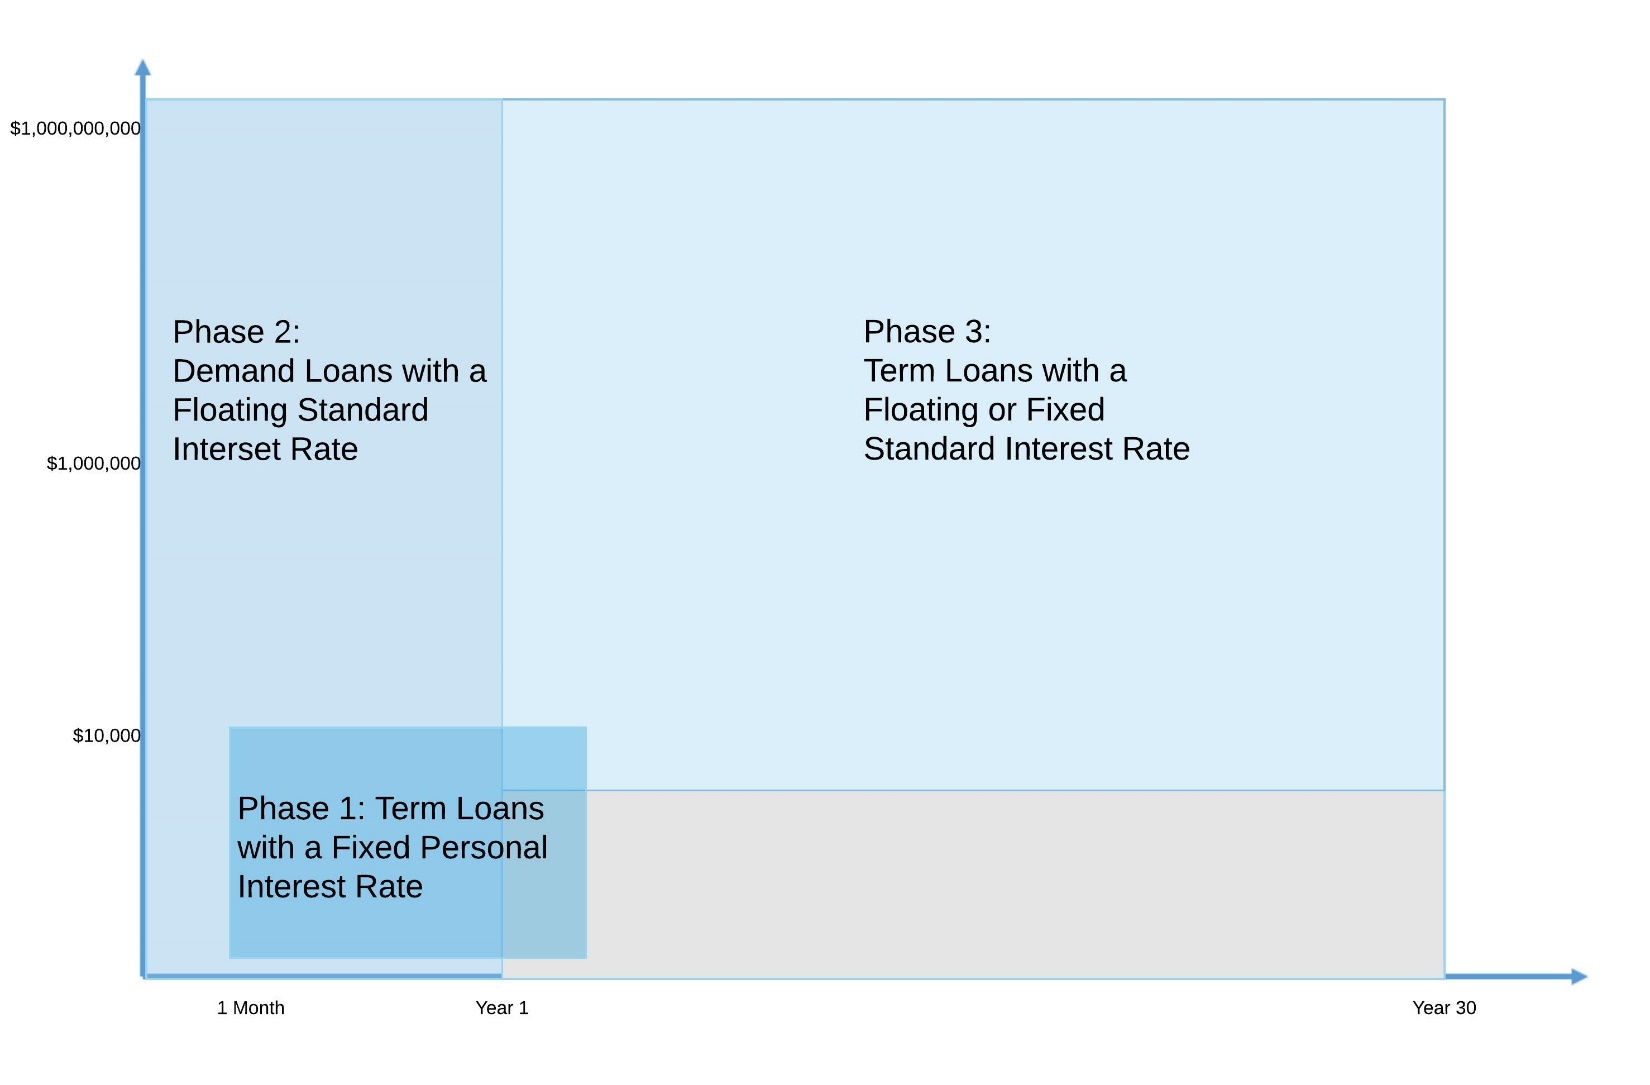 $1,000,000,000
Phase 2:
Demand Loans with a
Floating Standard
Interset Rate
Phase 3:
Term Loans with a
Floating or Fixed
Standard Interest Rate
$1,000,000
$10,000
Phase 1: Term Loans
with a Fixed Personal
Interest Rate
1 Month
Year 1
Year 30